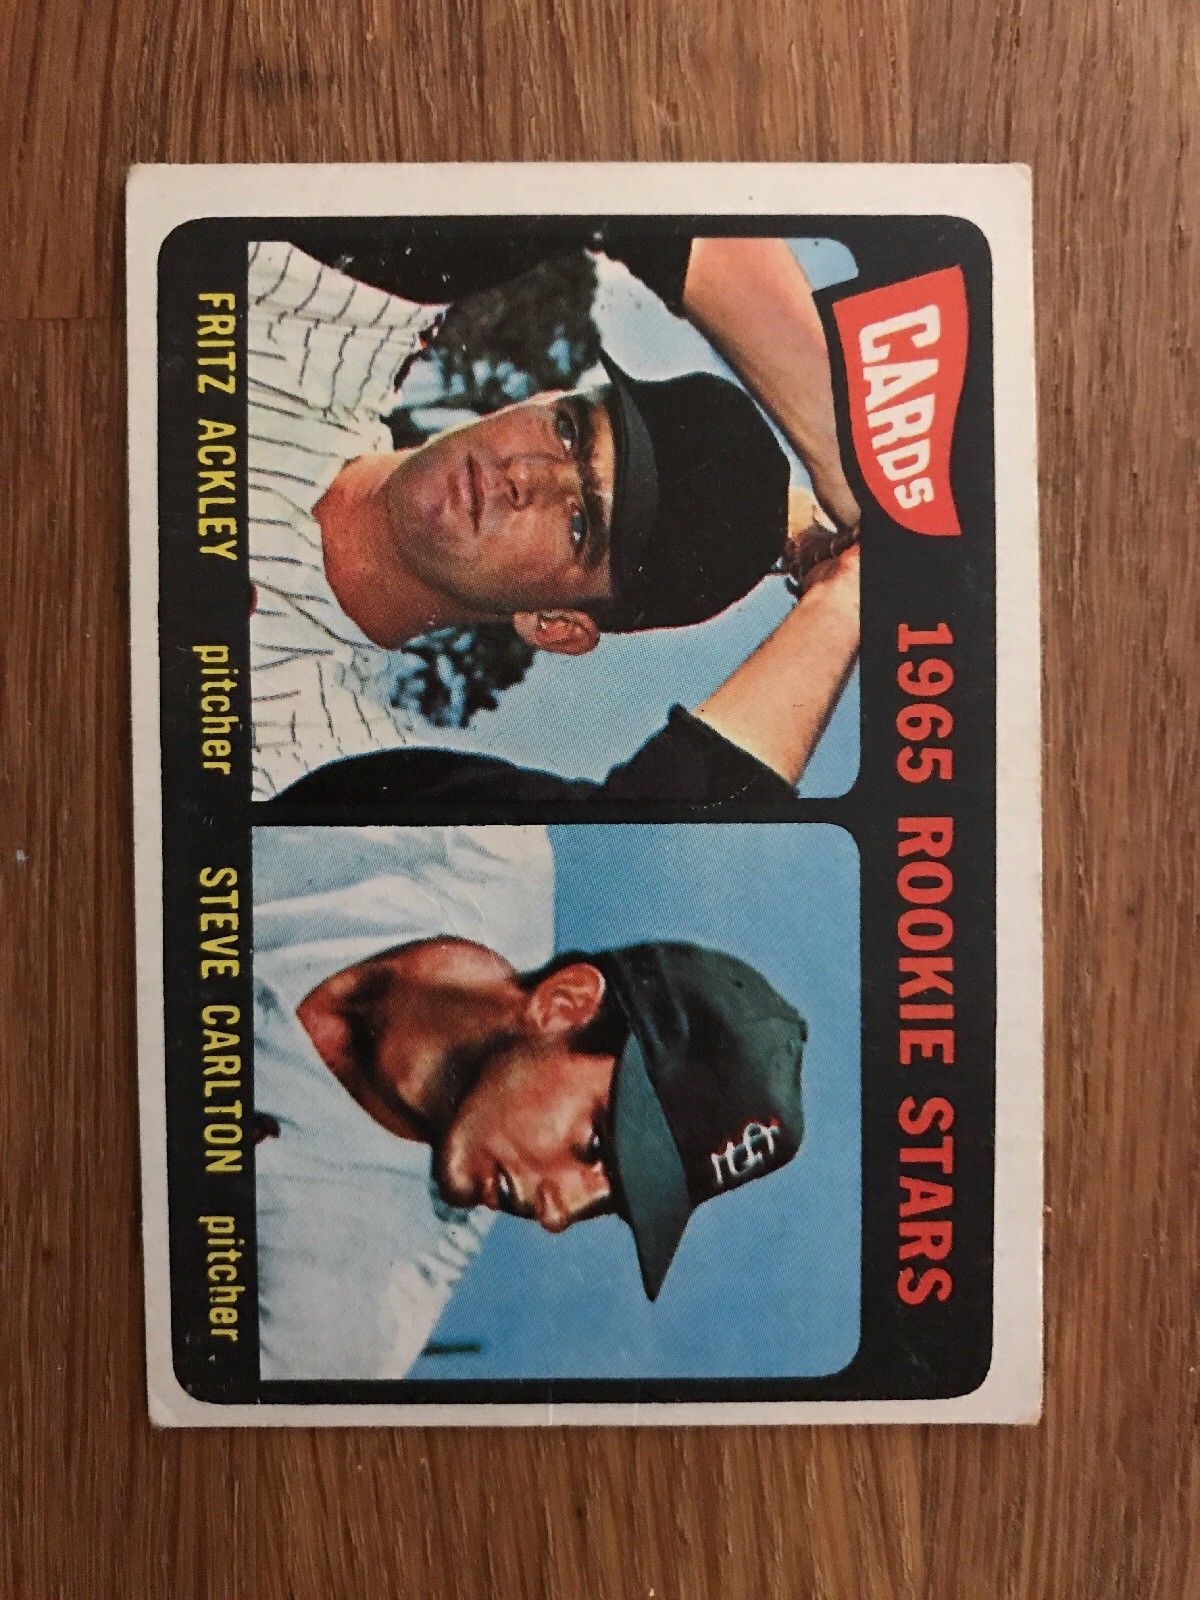 CARDS
1965 ROOKIE STARS
FRITZ ACKLEY pitcher
STEVE CARLTON pitcher